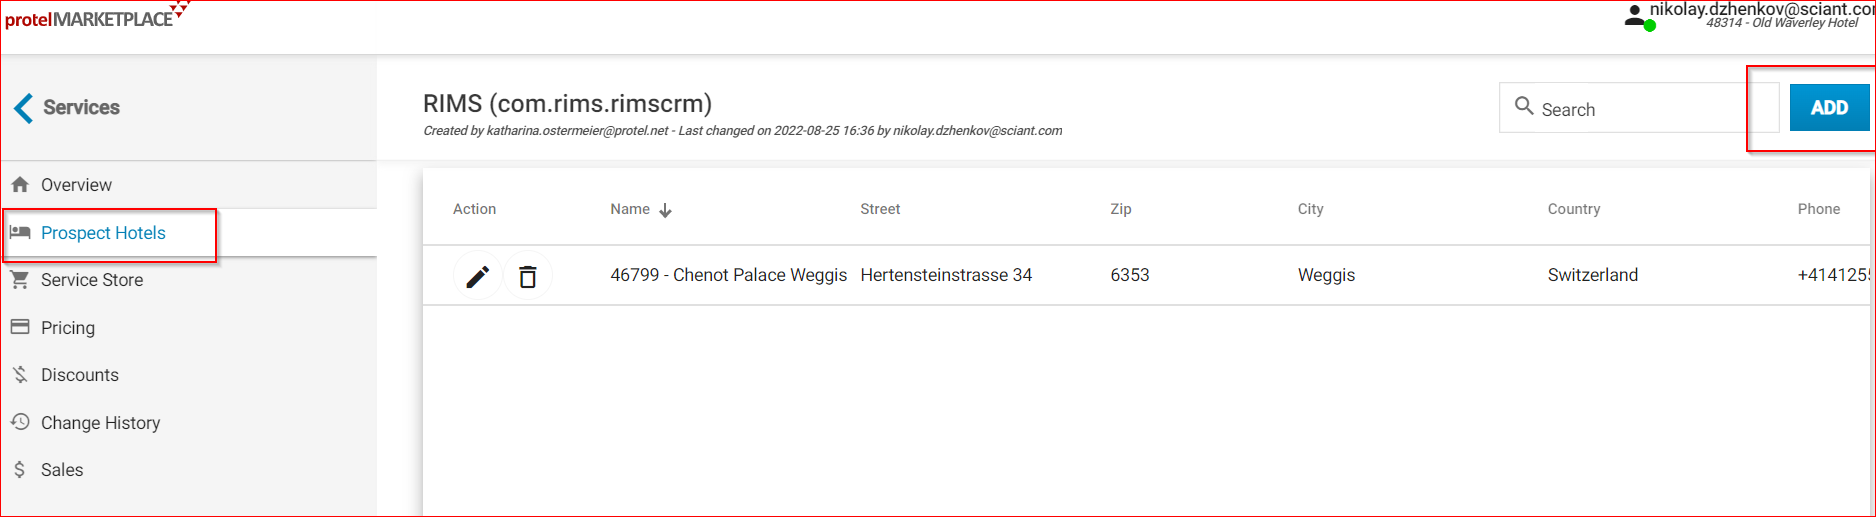 protelMARKETPLACE
nikolay.dzhenkov@sciant.co
48314 - Old Waverley Hotel
Services
RIMS (com.rims.rimscrm)
Created by katharina.ostermeier@protel.net - Last changed on 2022-08-25 16:36 by nikolay.dzhenkov@sciant.com
Search
ADD
Overview
Prospect Hotels
Service Store
Pricing
Discounts
Change History
Sales
Action Name Street Zip City Country Phone
46799 - Chenot Palace Weggis Hertensteinstrasse 34 6353 Weggis Switzerland +4141255